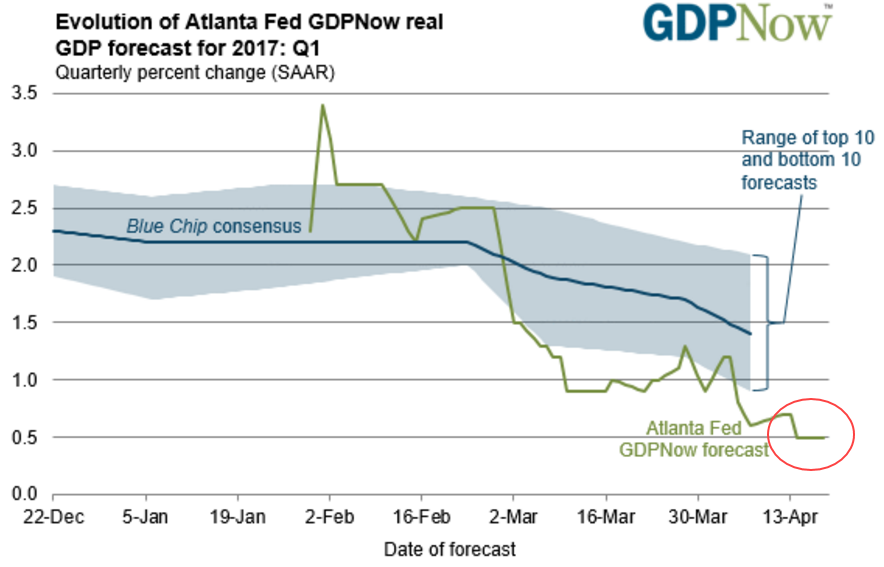 Evolution of Atlanta Fed GDPNow real
GDP forecast for 2017: Q1
Quarterly percent change (SAAR)
GDPNow™
3.5
3.0
2.5
2.0
1.5
1.0
0.5
0.0
Range of top 10
and bottom 10
forecasts
Blue Chip consensus
Atlanta Fed
GDPNow forecast
22-Dec 5-Jan 19-Jan 2-Feb 16-Feb 2-Mar 16-Mar 30-Mar 13-Apr
Date of forecast